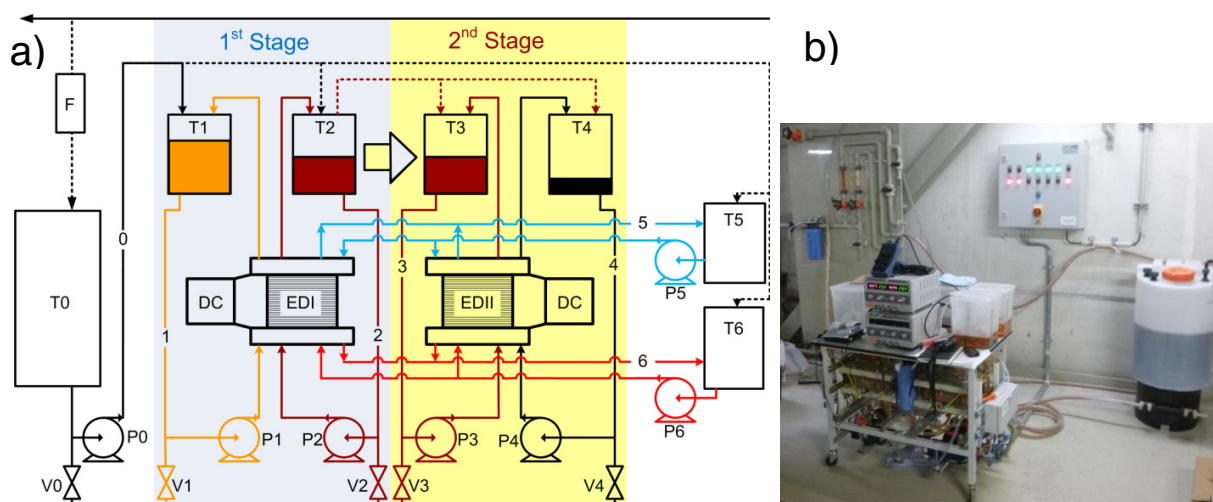 a)
1st Stage
2nd Stage
b)
F
T1
T2
T3
T4
0
T0
T5
5
3
4
DC
EDI
EDII
DC
P5
T6
1
2
6
P6
P0
P1
P2
P3
P4
V0
V1
V2
V3
V4